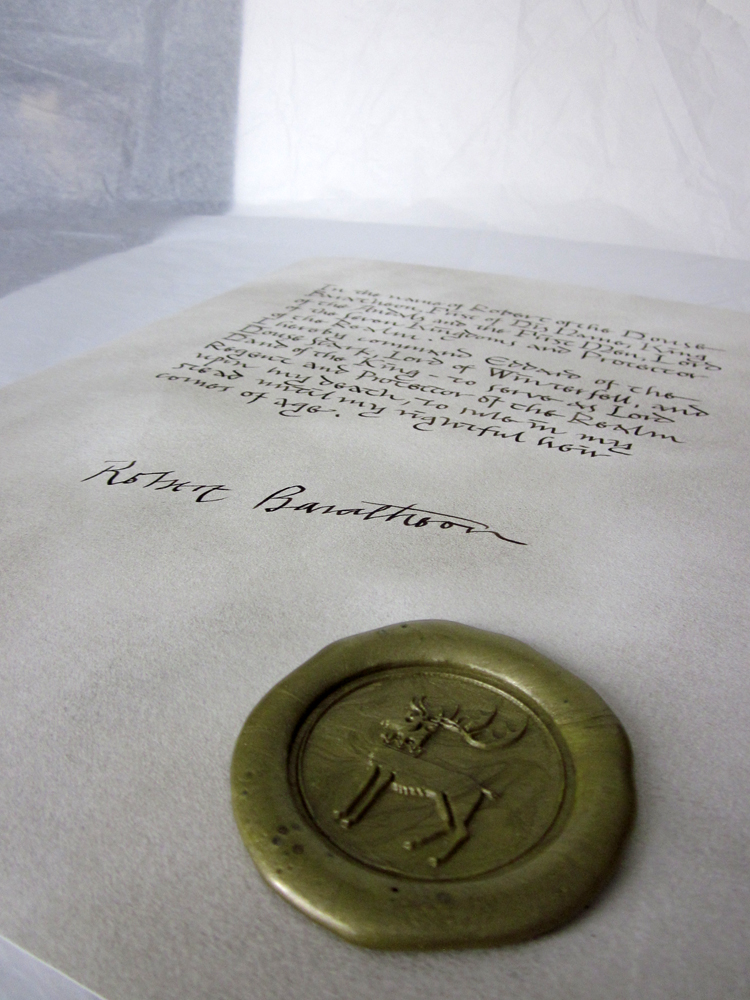 In the name of Robert of the House
Baratheon, First of his Name, King
of the Andals and the First Men, Lord
of the Seven Kingdoms and Protector
of the Realm. I
hereby command Eddard of the
House Stark, Lord of Winterfell, and
Hand of the King - to serve as Lord
Regent and Protector of the Realm
upon my death, to rule in my
stead until my rightful heir
comes of age.
Robert Baratheon